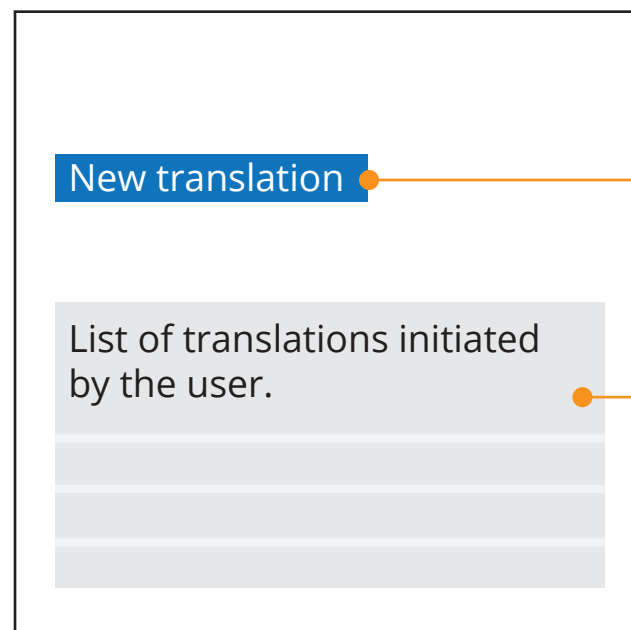 New translation
List of translations initiated
by the user.